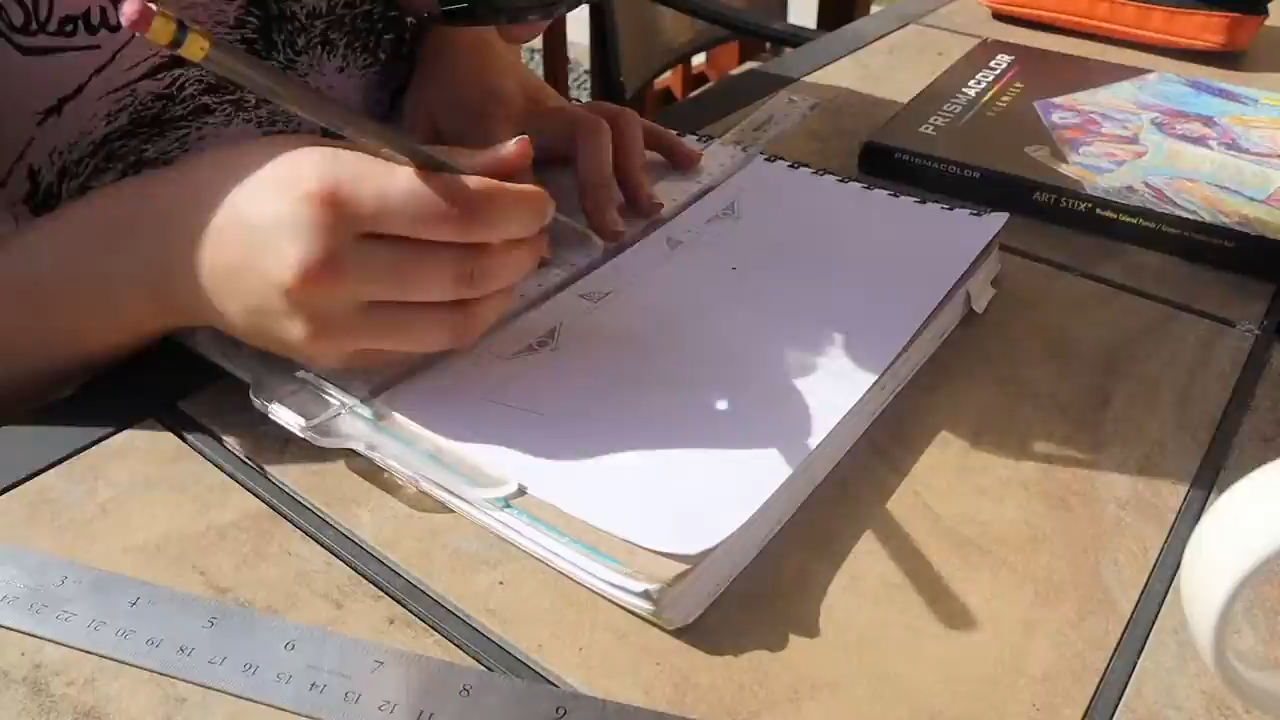 llow
PRISMACOLOR
PREMIER
PRISMACOLOR
ART STIX®
3 4 5 6 7 8 9
24 23 22 21 20 19 18 17 16 15 14 13 12 11